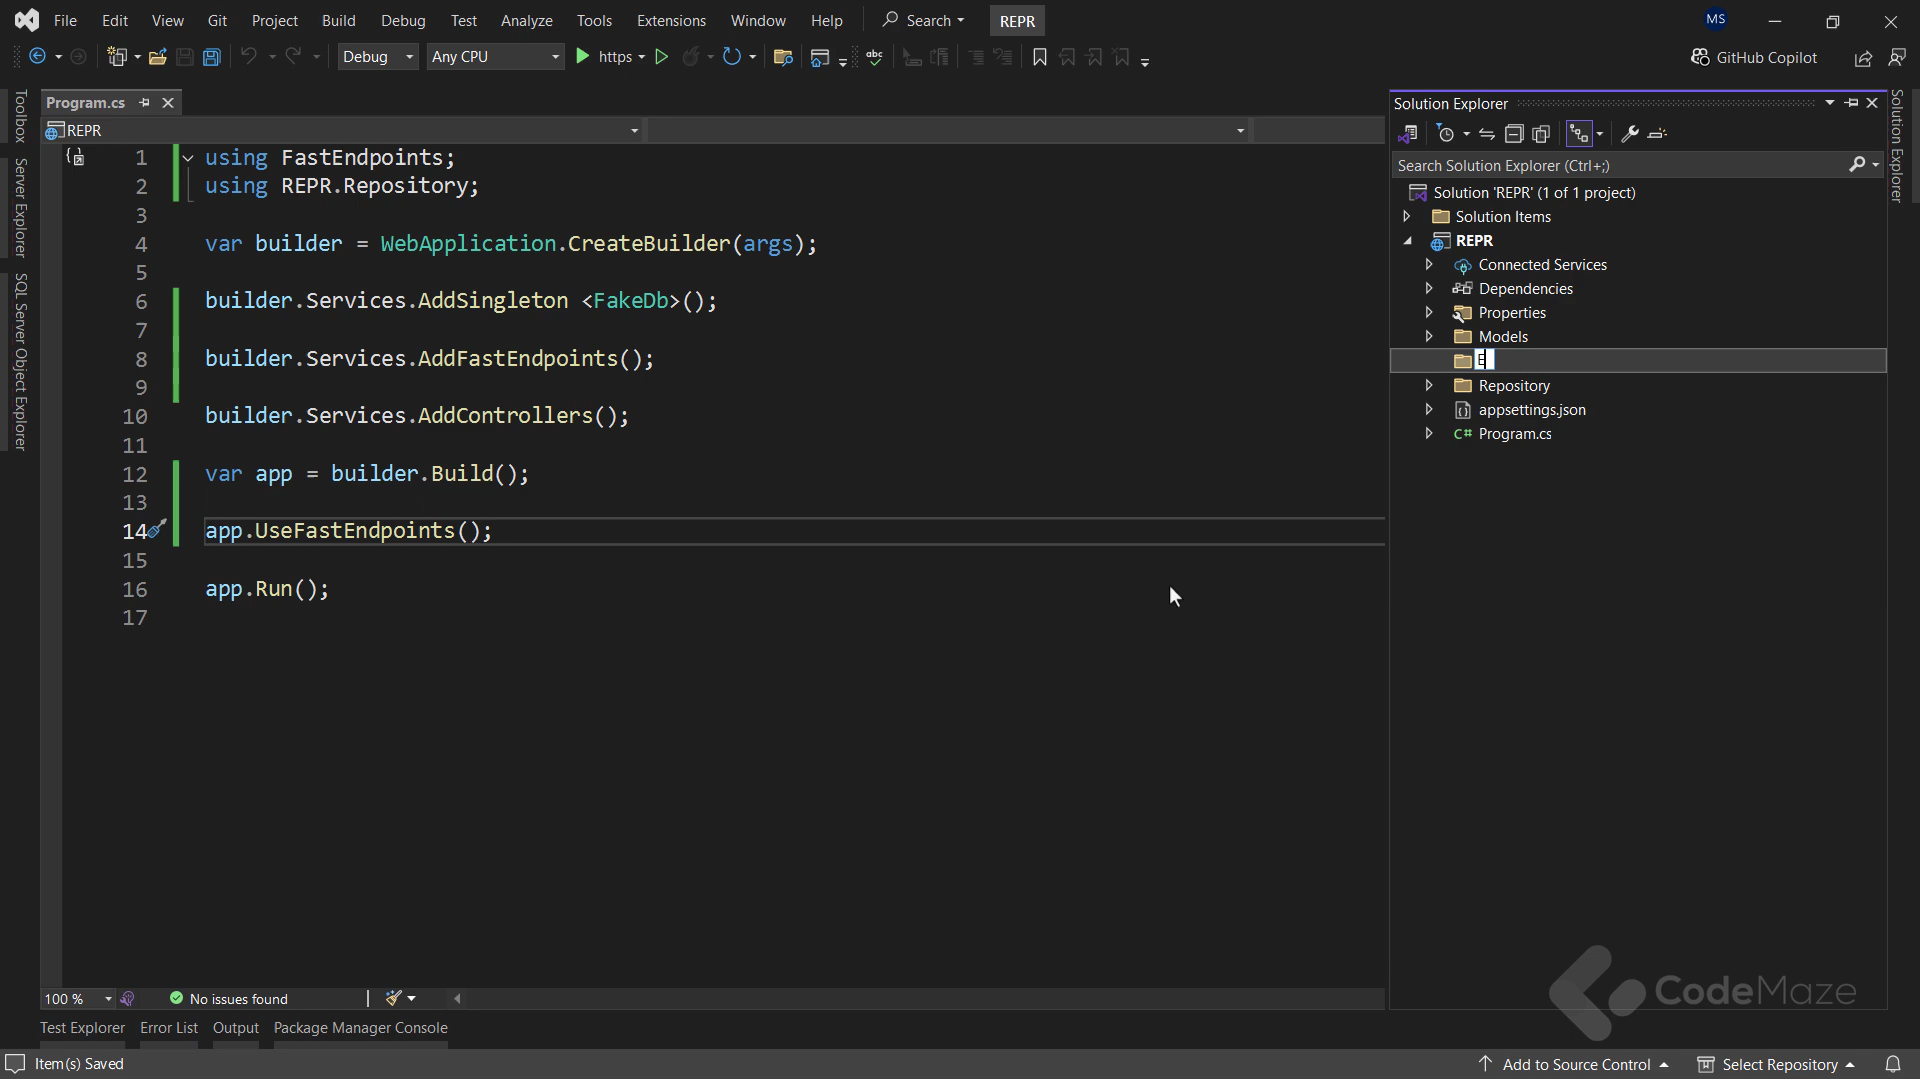 File Edit View Git Project Build Debug Test Analyze Tools Extensions Window Help Search REPR MS
Debug Any CPU https abc GitHub Copilot
Toolbox
Server Explorer
SQL Server Object Explorer
Program.cs
REPR
1 using FastEndpoints;
2 using REPR.Repository;
3
4 var builder = WebApplication.CreateBuilder(args);
5
6 builder.Services.AddSingleton <FakeDb>();
7
8 builder.Services.AddFastEndpoints();
9
10 builder.Services.AddControllers();
11
12 var app = builder.Build();
13
14 app.UseFastEndpoints();
15
16 app.Run();
17
Solution Explorer
Search Solution Explorer (Ctrl+;)
Solution 'REPR' (1 of 1 project)
Solution Items
REPR
Connected Services
Dependencies
Properties
Models
E
Repository
appsettings.json
C# Program.cs
Solution Explorer
CodeMaze
100 % No issues found
Test Explorer Error List Output Package Manager Console
Item(s) Saved Add to Source Control Select Repository